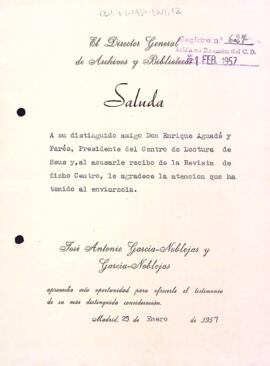 El Director General
de Archivos y Bibliotecas
Registro n.º 627
1 FEB. 1957
Saluda
A su distinguido amigo Don Enrique Aguadé y
Parés, Presidente del Centro de Lectura de
Reus y, al acusarle recibo de la Revista de
dicho Centro, le agradece la atencion que ha
tenido al enviarsela.
José Antonio García-Noblejas y
García-Noblejas
aprovecha esta oportunidad para ofrecerle el testimonio
de su más distinguida consideración.
Madrid, 25 de Enero de 1957